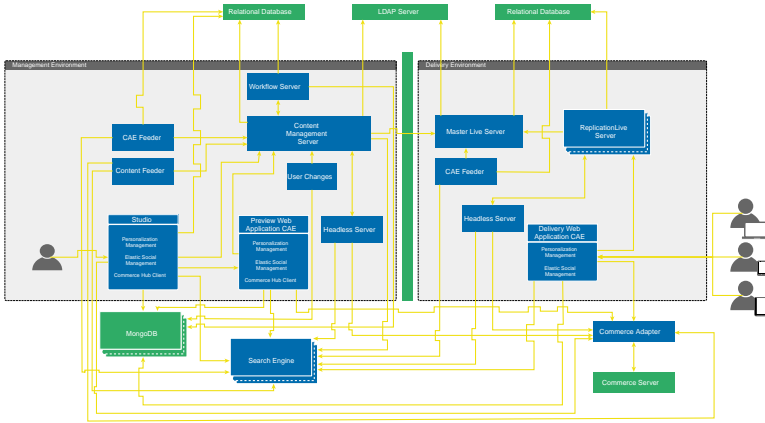 Relational Database
LDAP Server
Relational Database
Management Environment
Delivery Environment
Workflow Server
CAE Feeder
Content
Management
Server
Master Live Server
ReplicationLive
Server
Content Feeder
User Changes
CAE Feeder
Studio
Personalization
Management
Elastic Social
Management
Commerce Hub Client
Preview Web
Application CAE
Personalization
Management
Elastic Social
Management
Commerce Hub Client
Headless Server
Headless Server
Delivery Web
Application CAE
Personalization
Management
Elastic Social
Management
MongoDB
Search Engine
Commerce Adapter
Commerce Server